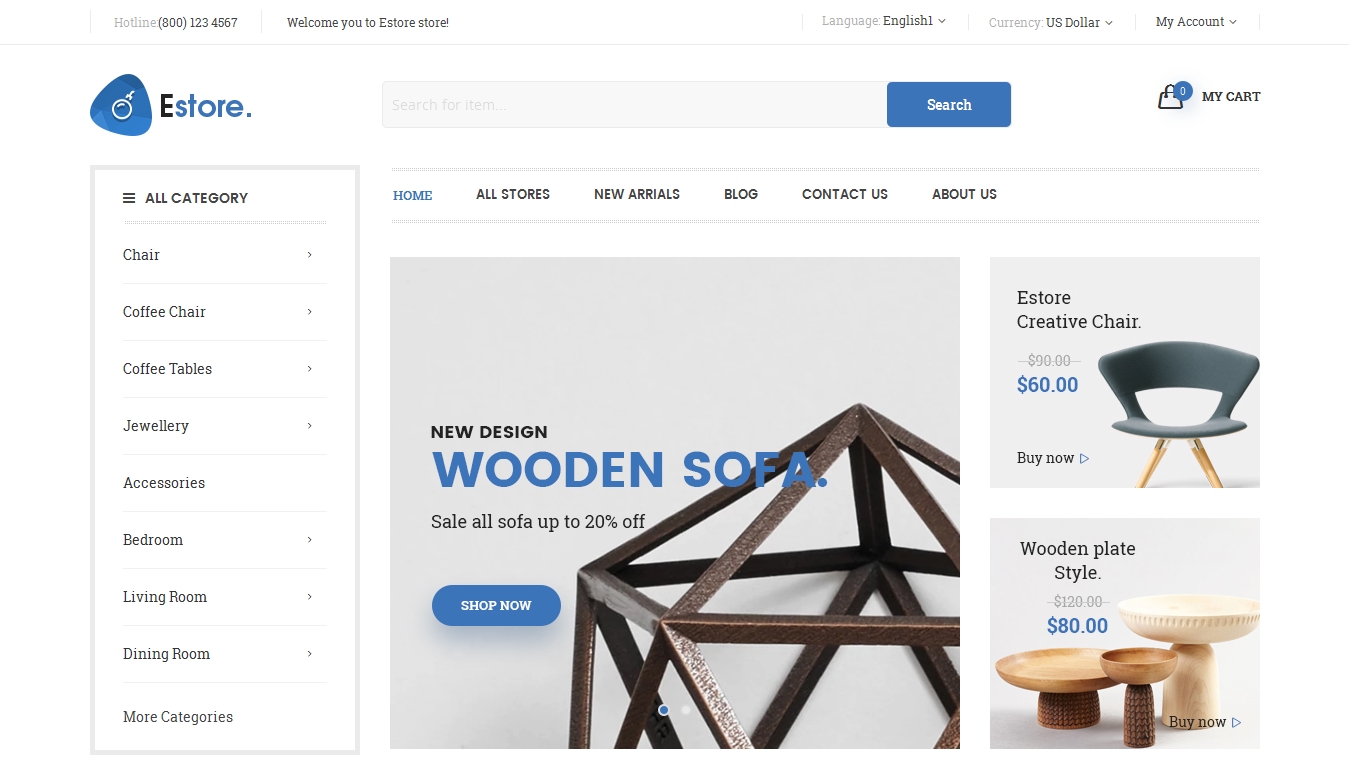 Hotline:(800) 123 4567
Welcome you to Estore store!
Language: English1
Currency: US Dollar
My Account
Estore.
Search for item...
Search
0
MY CART
ALL CATEGORY
Chair
Coffee Chair
Coffee Tables
Jewellery
Accessories
Bedroom
Living Room
Dining Room
More Categories
HOME
ALL STORES
NEW ARRIALS
BLOG
CONTACT US
ABOUT US
NEW DESIGN
WOODEN SOFA.
Sale all sofa up to 20% off
SHOP NOW
Estore
Creative Chair.
$90.00
$60.00
Buy now
Wooden plate
Style.
$120.00
$80.00
Buy now